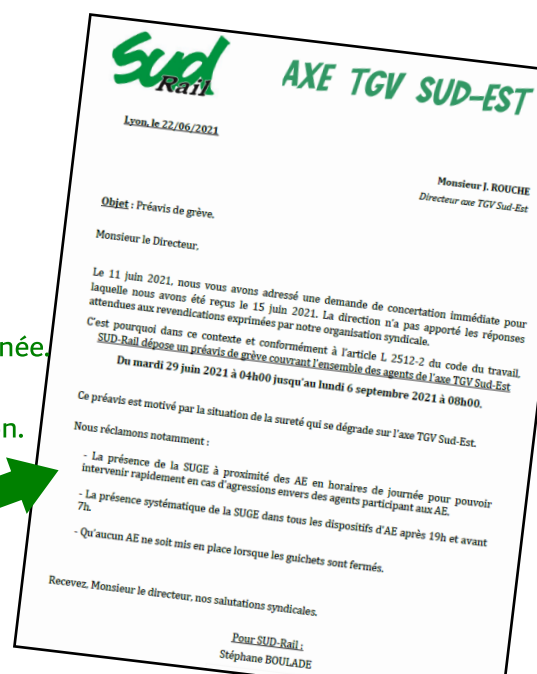 Sud
Rail
AXE TGV SUD-EST
Lyon, le 22/06/2021
Monsieur J. ROUCHE
Directeur axe TGV Sud-Est
Objet : Préavis de grève.
Monsieur le Directeur,
Le 11 juin 2021, nous vous avons adressé une demande de concertation immédiate pour
laquelle nous avons été reçus le 15 juin 2021. La direction n'a pas apporté les réponses
attendues aux revendications exprimées par notre organisation syndicale.
C'est pourquoi dans ce contexte et conformément à l'article L 2512-2 du code du travail,
SUD-Rail dépose un préavis de grève couvrant l'ensemble des agents de l'axe TGV Sud-Est
Du mardi 29 juin 2021 à 04h00 jusqu'au lundi 6 septembre 2021 à 08h00.
Ce préavis est motivé par la situation de la sureté qui se dégrade sur l'axe TGV Sud-Est.
Nous réclamons notamment :
- La présence de la SUGE à proximité des AE en horaires de journée pour pouvoir
intervenir rapidement en cas d'agressions envers des agents participant aux AE.
- La présence systématique de la SUGE dans tous les dispositifs d'AE après 19h et avant
7h.
- Qu'aucun AE ne soit mis en place lorsque les guichets sont fermés.
Recevez, Monsieur le directeur, nos salutations syndicales.
Pour SUD-Rail :
Stéphane BOULADE
née.
n.